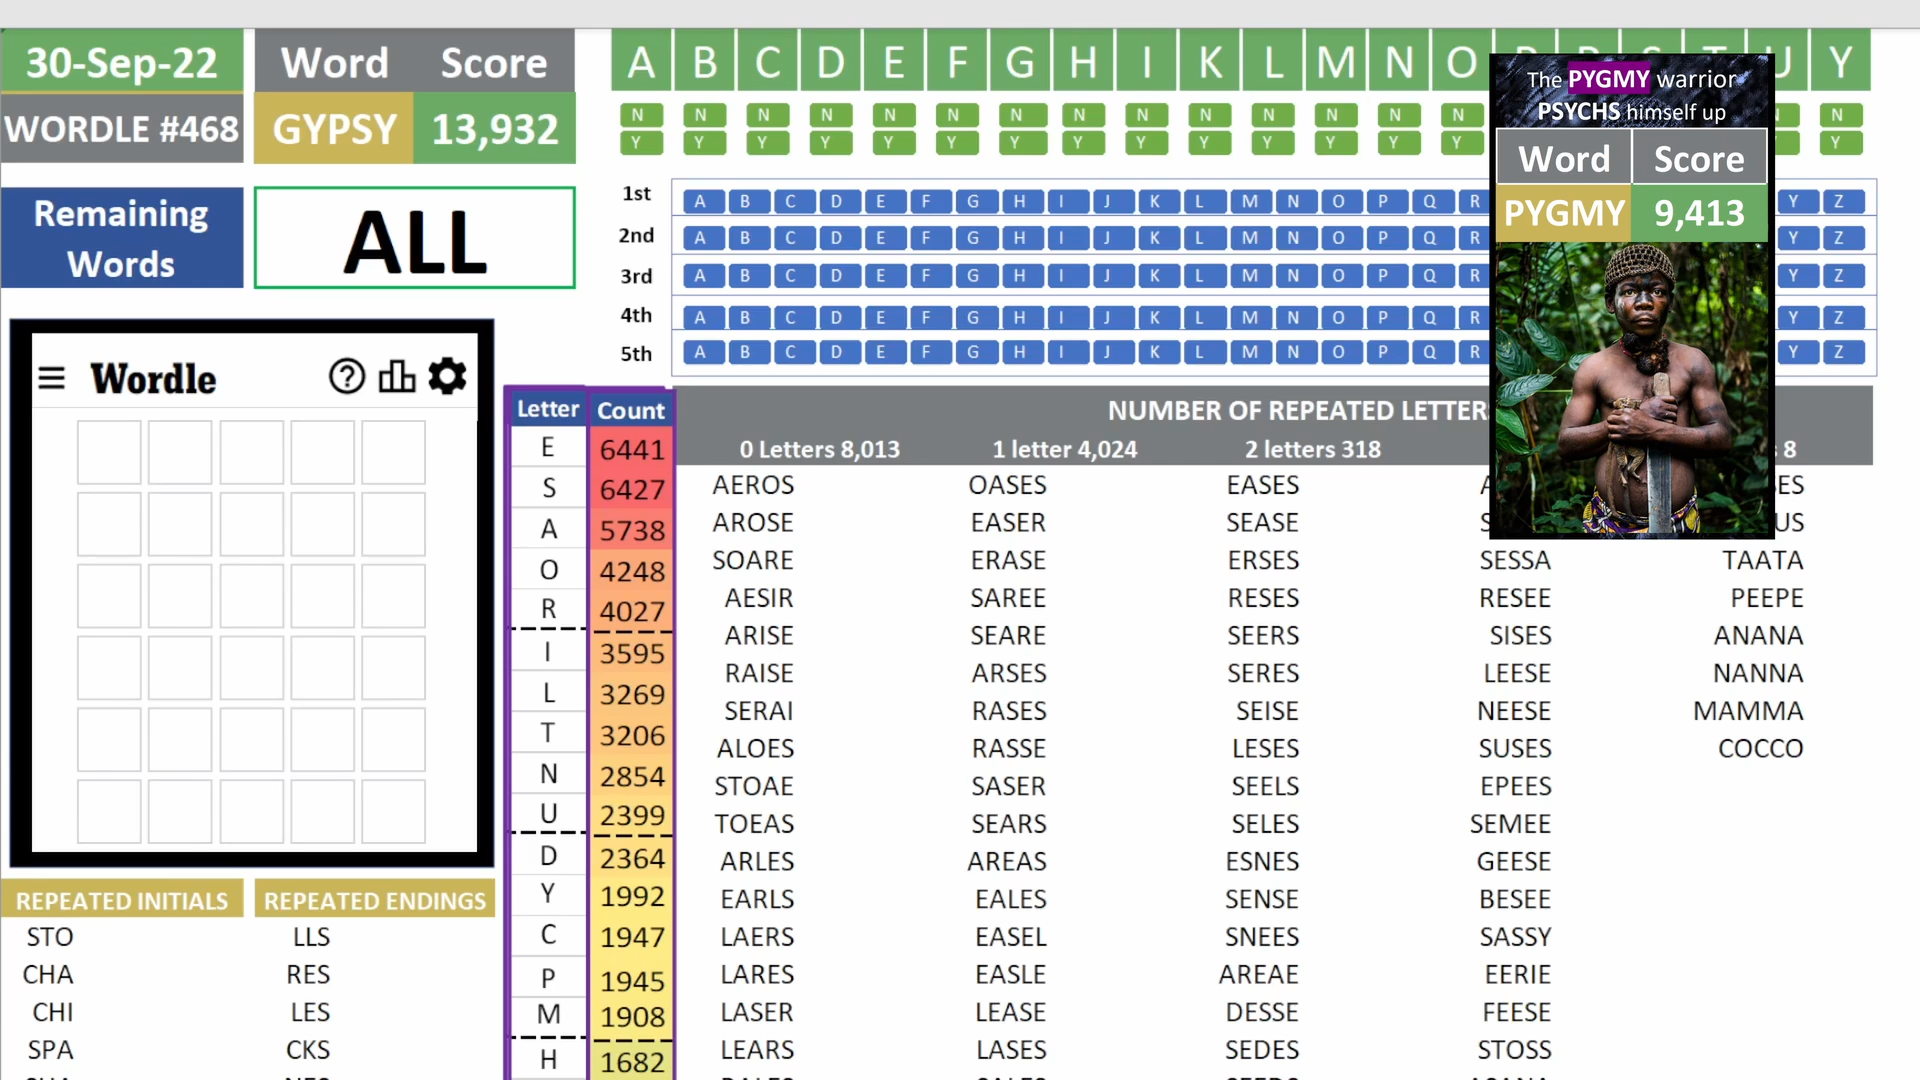 30-Sep-22
WORDLE #468
Word Score
GYPSY 13,932
Remaining
Words
ALL
A B C D E F G H I K L M N O U Y
N N N N N N N N N N N N N N N
Y Y Y Y Y Y Y Y Y Y Y Y Y Y Y
1st A B C D E F G H I J K L M N O P Q R Y Z
2nd A B C D E F G H I J K L M N O P Q R Y Z
3rd A B C D E F G H I J K L M N O P Q R Y Z
4th A B C D E F G H I J K L M N O P Q R Y Z
5th A B C D E F G H I J K L M N O P Q R Y Z
The PYGMY warrior
PSYCHS himself up
Word Score
PYGMY 9,413
Wordle
REPEATED INITIALS REPEATED ENDINGS
STO LLS
CHA RES
CHI LES
SPA CKS
Letter Count
E 6441
S 6427
A 5738
O 4248
R 4027
I 3595
L 3269
T 3206
N 2854
U 2399
D 2364
Y 1992
C 1947
P 1945
M 1908
H 1682
NUMBER OF REPEATED LETTERS
0 Letters 8,013 1 letter 4,024 2 letters 318 8
AEROS OASES EASES
AROSE EASER SEASE
SOARE ERASE ERSES SESSA TAATA
AESIR SAREE RESES RESEE PEEPE
ARISE SEARE SEERS SISES ANANA
RAISE ARSES SERES LEESE NANNA
SERAI RASES SEISE NEESE MAMMA
ALOES RASSE LESES SUSES COCCO
STOAE SASER SEELS EPEES
TOEAS SEARS SELES SEMEE
ARLES AREAS ESNES GEESE
EARLS EALES SENSE BESEE
LAERS EASEL SNEES SASSY
LARES EASLE AREAE EERIE
LASER LEASE DESSE FEESE
LEARS LASES SEDES STOSS